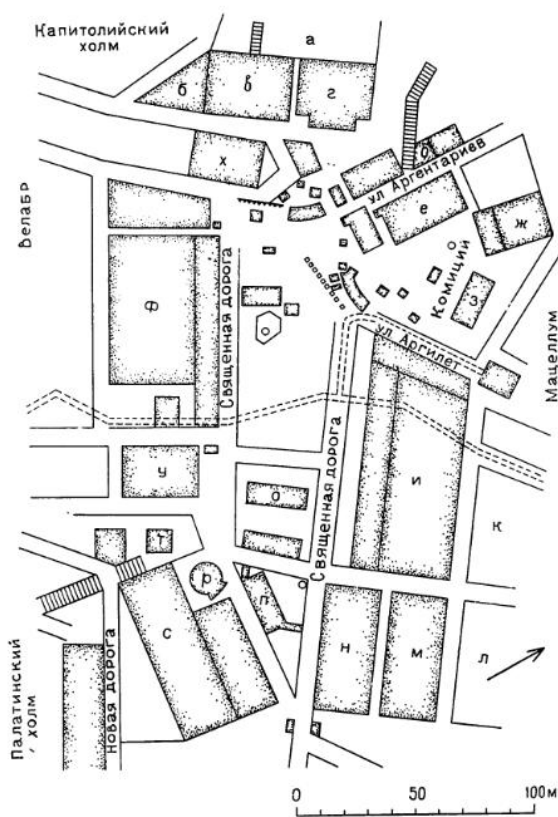 Капитолийский
холм
а
б
в
г
д
ул Аргентариев
х
е
ж
Велабр
Комиций
з
Священная дорога
ф
о
ул Аргилет
Мацеллум
у
и
о
к
Священная дорога
т
р
п
с
н
м
л
Палатинский
холм
Новая дорога
0 50 100м